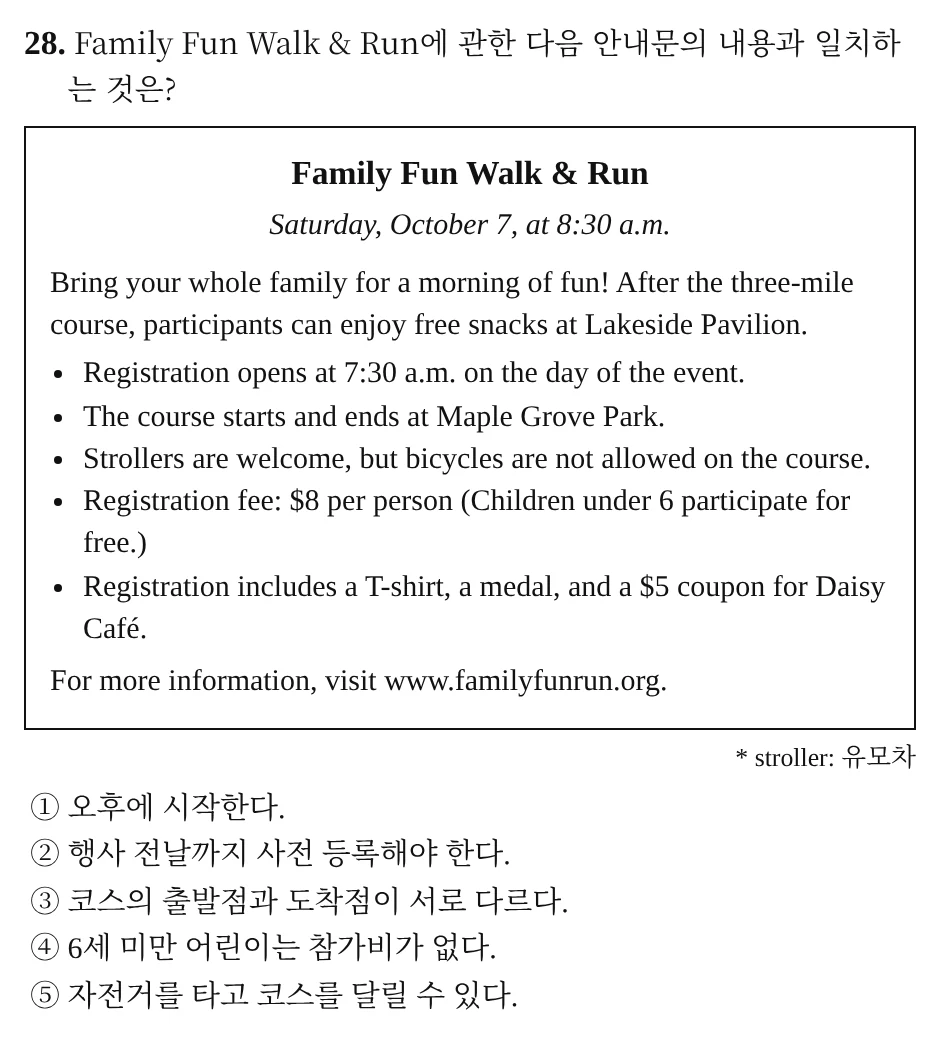 28. Family Fun Walk & Run에 관한 다음 안내문의 내용과 일치하
는 것은?
Family Fun Walk & Run
Saturday, October 7, at 8:30 a.m.
Bring your whole family for a morning of fun! After the three-mile
course, participants can enjoy free snacks at Lakeside Pavilion.
• Registration opens at 7:30 a.m. on the day of the event.
• The course starts and ends at Maple Grove Park.
• Strollers are welcome, but bicycles are not allowed on the course.
• Registration fee: $8 per person (Children under 6 participate for
free.)
• Registration includes a T-shirt, a medal, and a $5 coupon for Daisy
Café.
For more information, visit www.familyfunrun.org.
* stroller: 유모차
① 오후에 시작한다.
② 행사 전날까지 사전 등록해야 한다.
③ 코스의 출발점과 도착점이 서로 다르다.
④ 6세 미만 어린이는 참가비가 없다.
⑤ 자전거를 타고 코스를 달릴 수 있다.